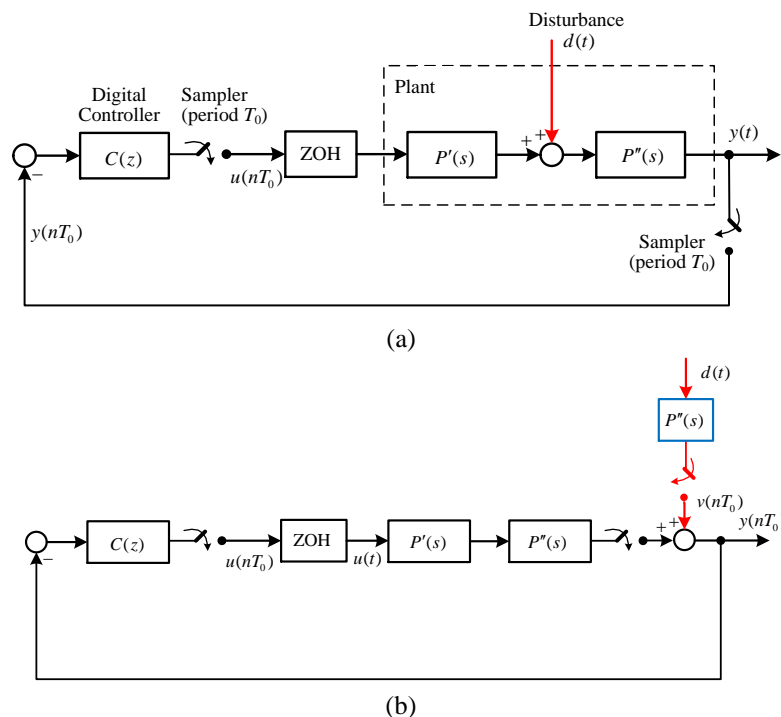 Disturbance
d(t)
Plant
Digital Controller
Sampler (period T₀)
C(z)
u(nT₀)
ZOH
P′(s)
+
+
P″(s)
y(t)
−
y(nT₀)
Sampler (period T₀)
(a)
d(t)
P″(s)
v(nT₀)
−
C(z)
u(nT₀)
ZOH
u(t)
P′(s)
P″(s)
+
+
y(nT₀
(b)